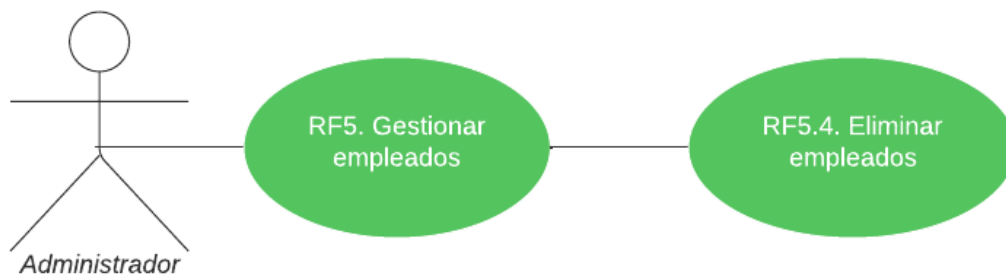 RF5. Gestionar
empleados
RF5.4. Eliminar
empleados
Administrador